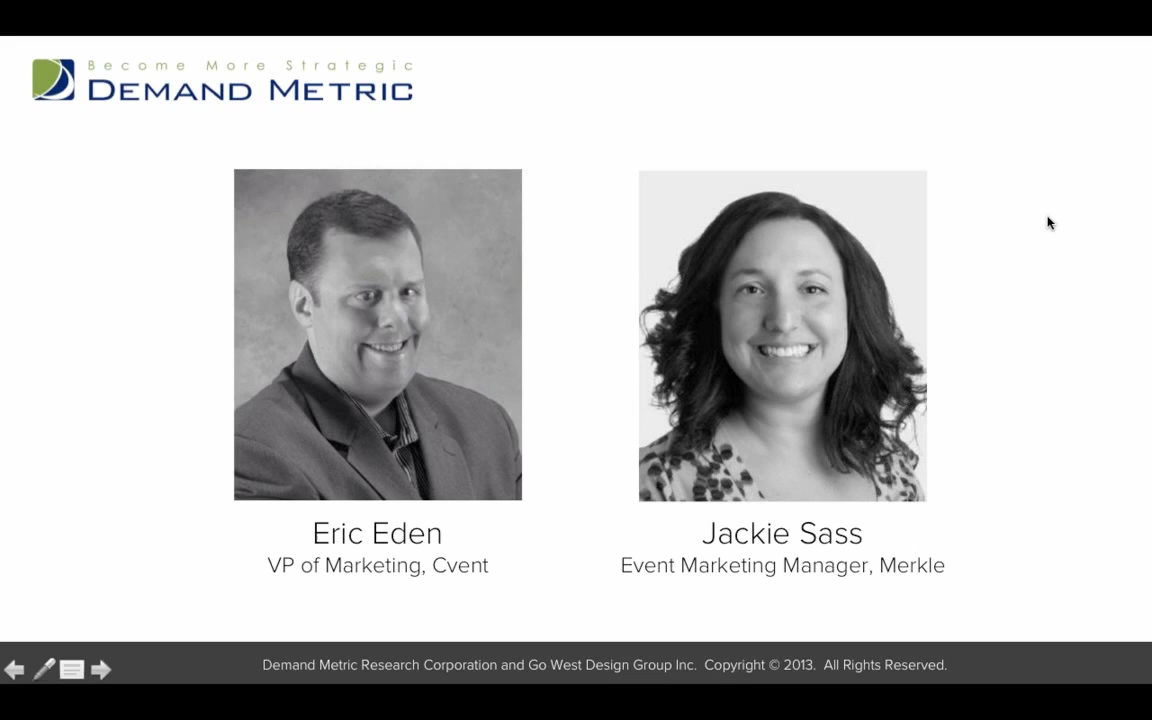 Become More Strategic
DEMAND METRIC
Eric Eden
VP of Marketing, Cvent
Jackie Sass
Event Marketing Manager, Merkle
Demand Metric Research Corporation and Go West Design Group Inc.  Copyright © 2013.  All Rights Reserved.